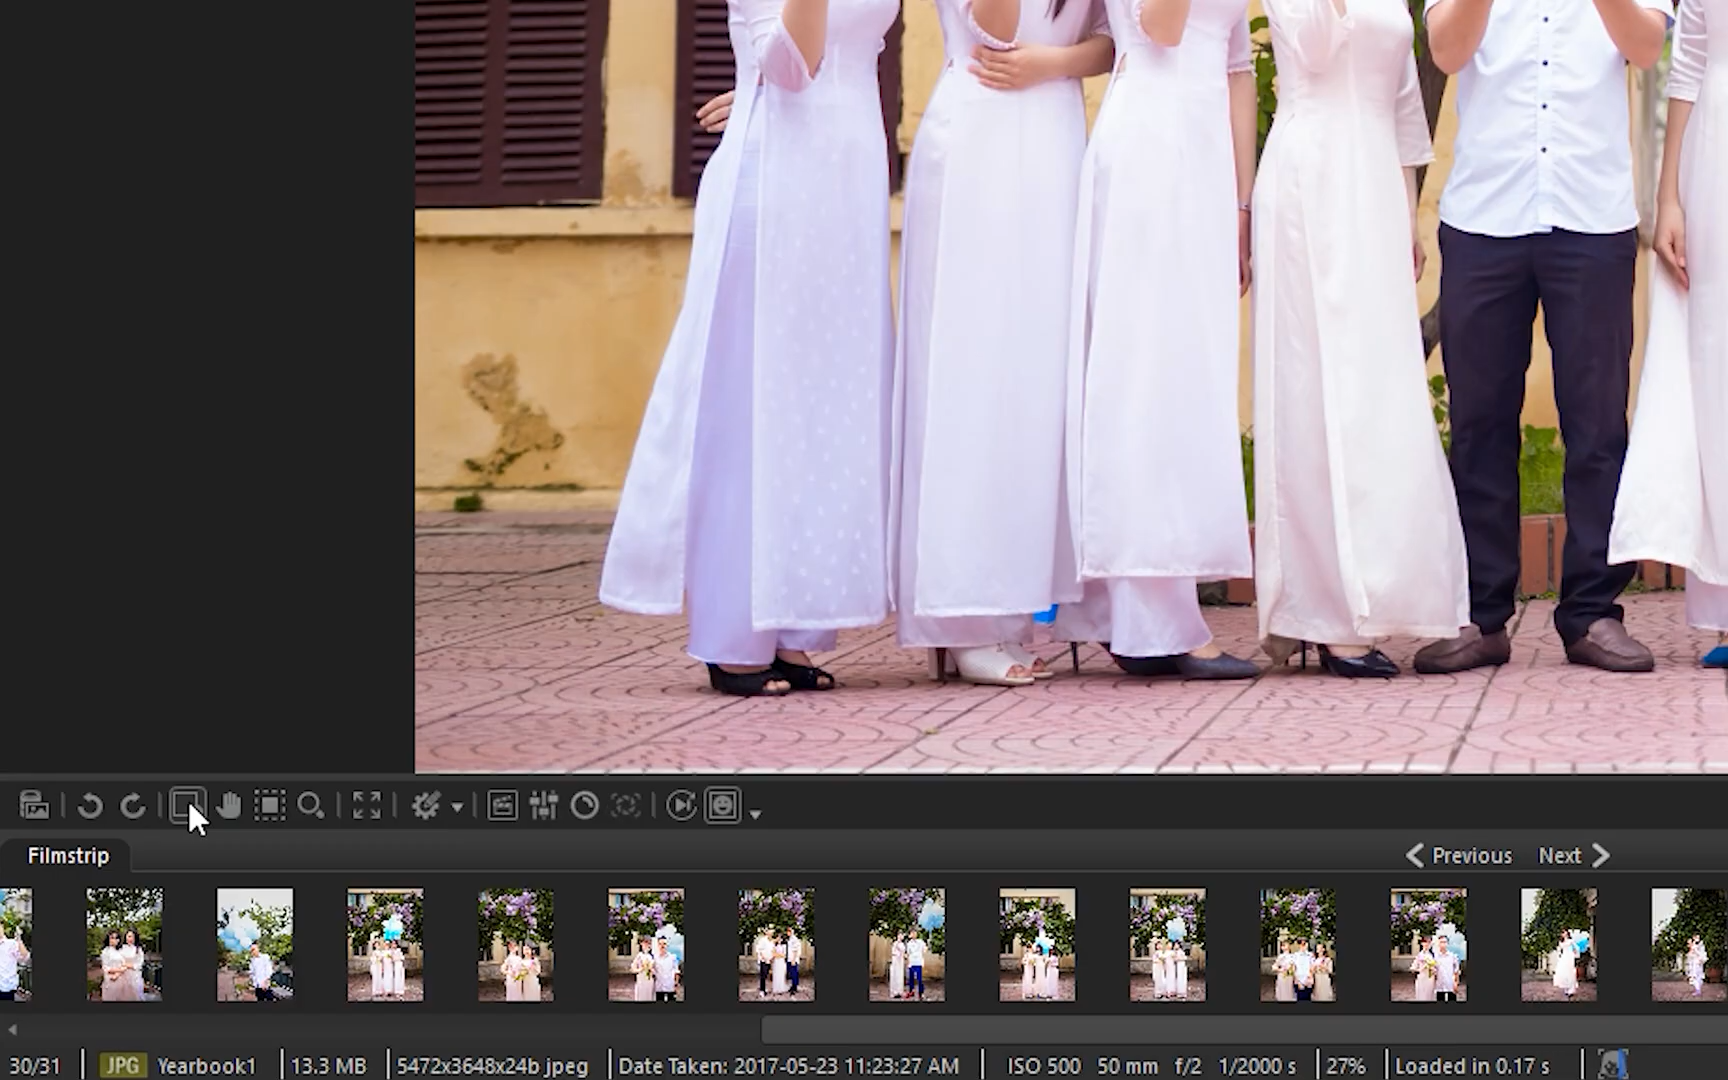 Filmstrip
Previous Next
30/31 JPG Yearbook1 13.3 MB 5472x3648x24b jpeg Date Taken: 2017-05-23 11:23:27 AM ISO 500 50 mm f/2 1/2000 s 27% Loaded in 0.17 s